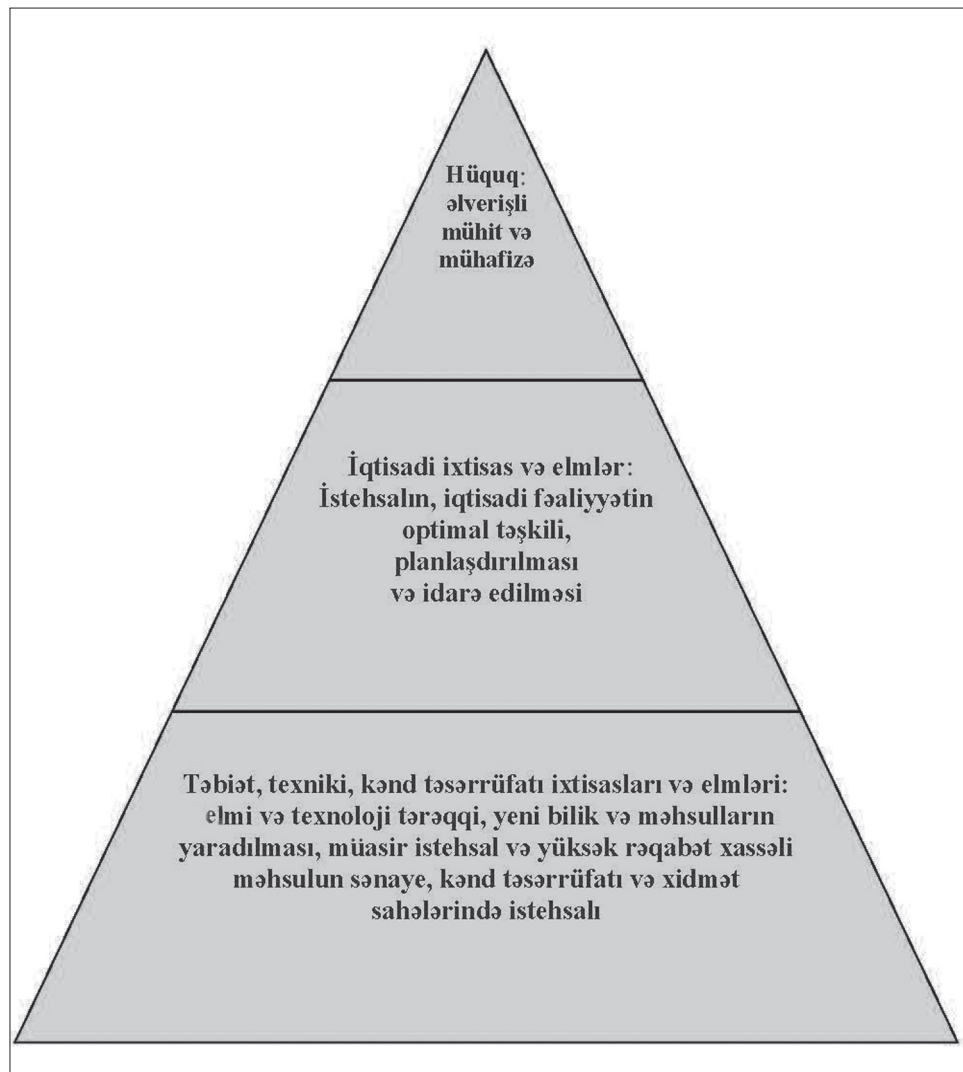 Hüquq:
əlverişli
mühit və
mühafizə
İqtisadi ixtisas və elmlər:
İstehsalın, iqtisadi fəaliyyətin
optimal təşkili,
planlaşdırılması
və idarə edilməsi
Təbiət, texniki, kənd təsərrüfatı ixtisasları və elmləri:
elmi və texnoloji tərəqqi, yeni bilik və məhsulların
yaradılması, müasir istehsal və yüksək rəqabət xassəli
məhsulun sənaye, kənd təsərrüfatı və xidmət
sahələrində istehsalı